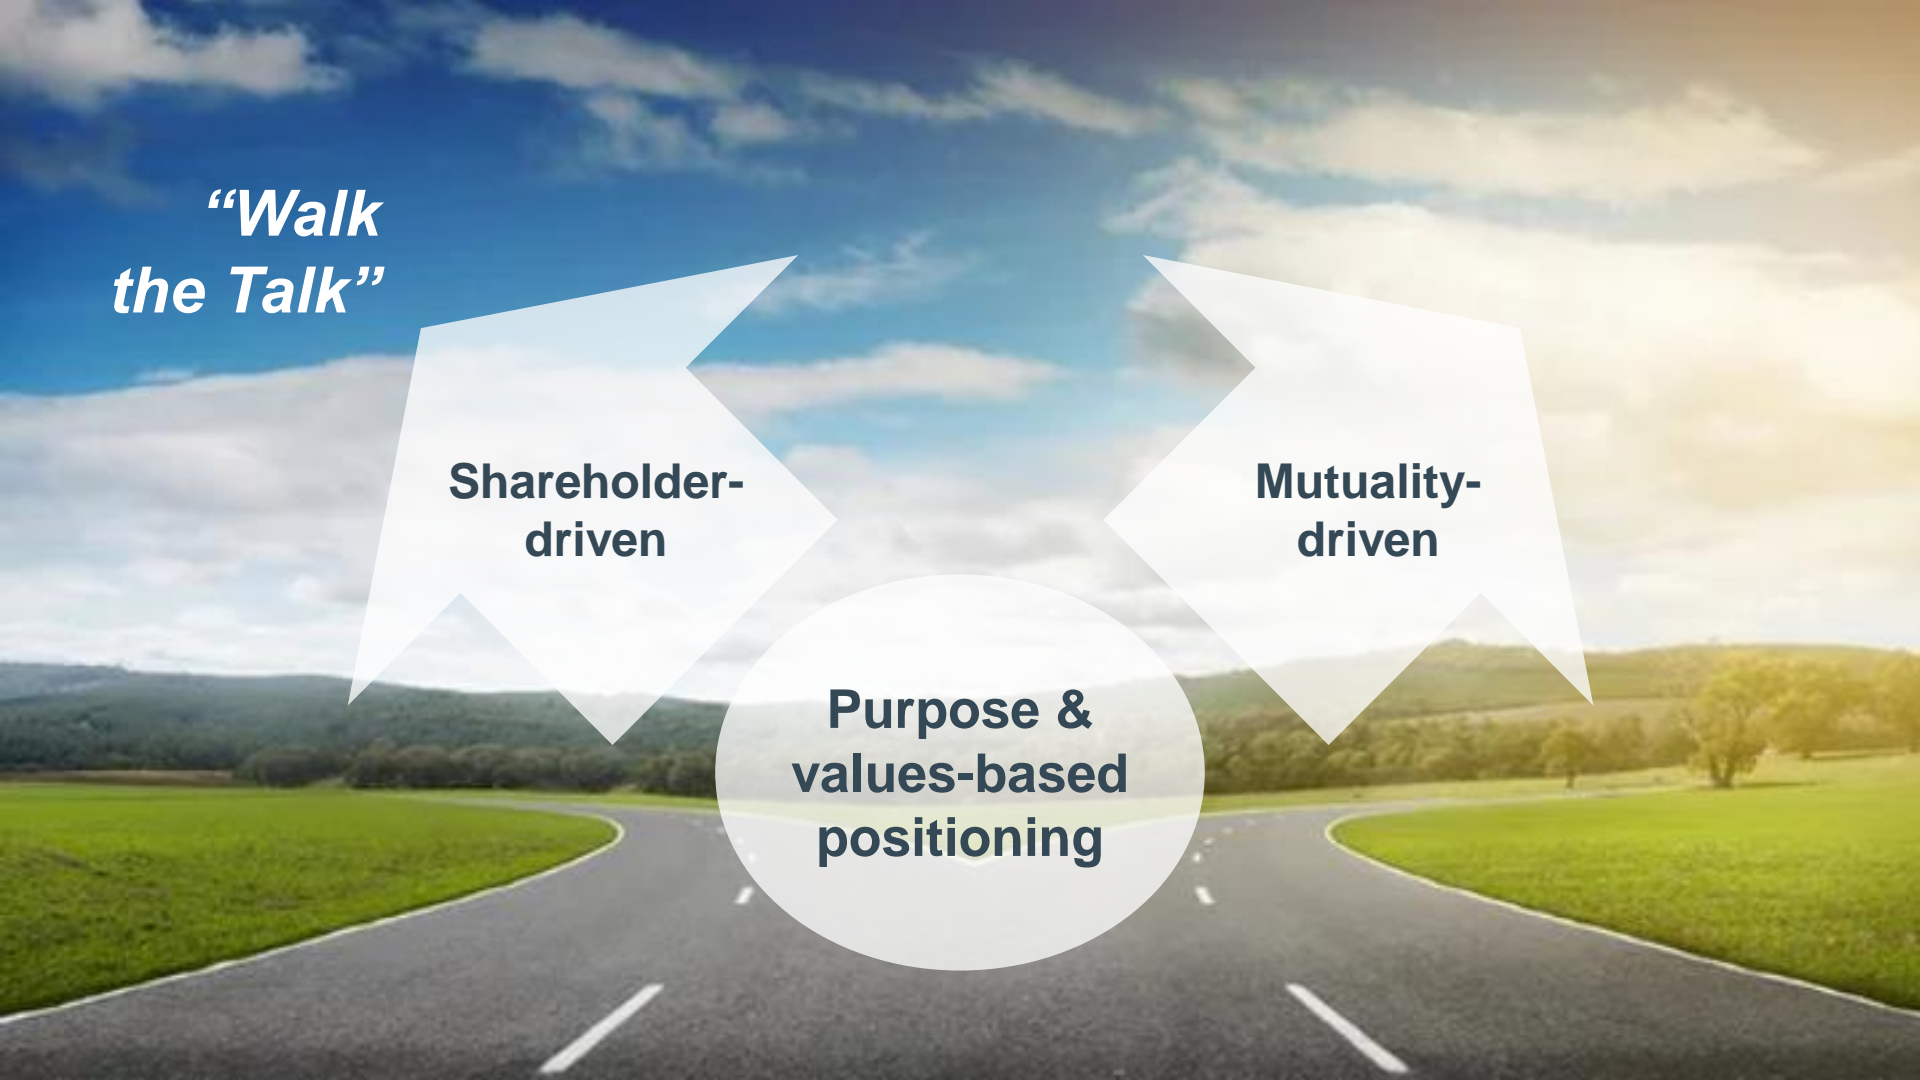 “Walk
the Talk”
Shareholder-
driven
Mutuality-
driven
Purpose &
values-based
positioning